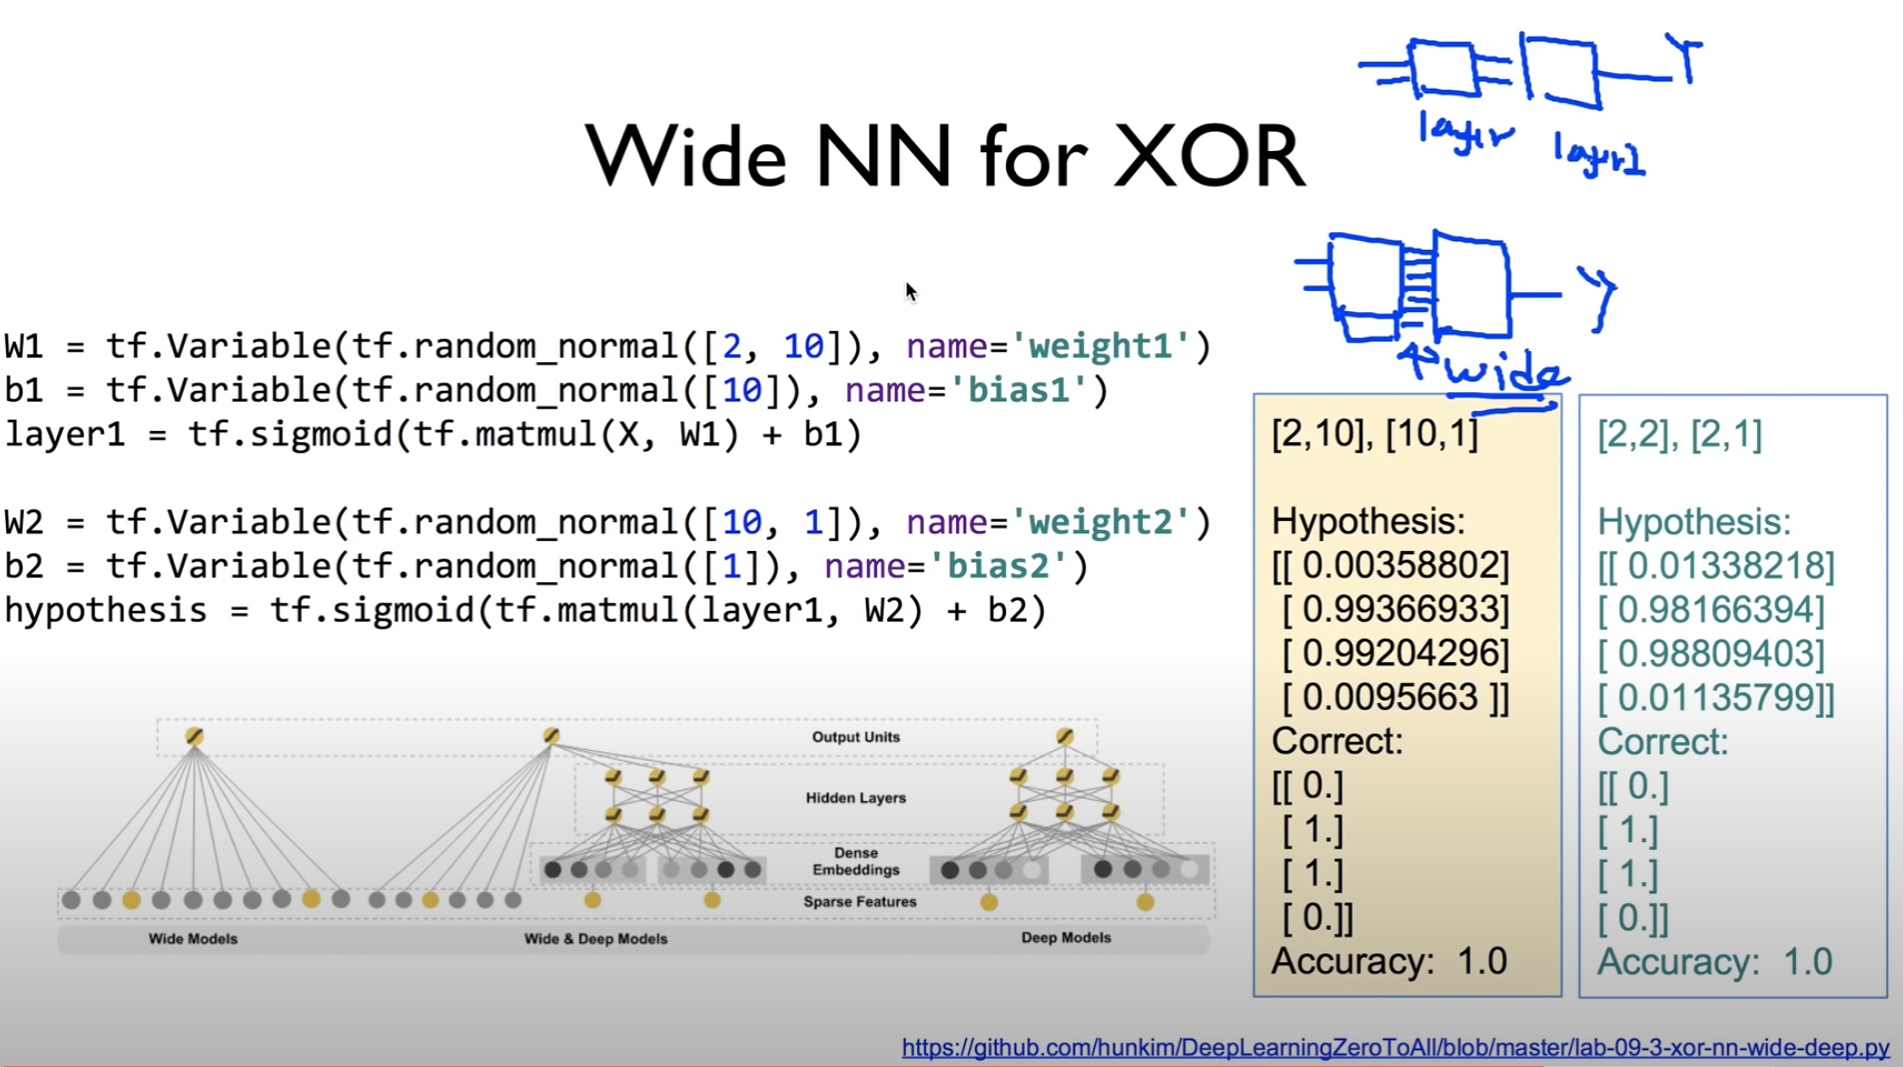 Wide NN for XOR
layer
layer2
Y
Y
wide
W1 = tf.Variable(tf.random_normal([2, 10]), name='weight1')
b1 = tf.Variable(tf.random_normal([10]), name='bias1')
layer1 = tf.sigmoid(tf.matmul(X, W1) + b1)
W2 = tf.Variable(tf.random_normal([10, 1]), name='weight2')
b2 = tf.Variable(tf.random_normal([1]), name='bias2')
hypothesis = tf.sigmoid(tf.matmul(layer1, W2) + b2)
[2,10], [10,1]
Hypothesis:
[[ 0.00358802]
[ 0.99366933]
[ 0.99204296]
[ 0.0095663 ]]
Correct:
[[ 0.]
[ 1.]
[ 1.]
[ 0.]]
Accuracy: 1.0
[2,2], [2,1]
Hypothesis:
[[ 0.01338218]
[ 0.98166394]
[ 0.98809403]
[ 0.01135799]]
Correct:
[[ 0.]
[ 1.]
[ 1.]
[ 0.]]
Accuracy: 1.0
Output Units
Hidden Layers
Dense
Embeddings
Sparse Features
Wide Models
Wide & Deep Models
Deep Models
https://github.com/hunkim/DeepLearningZeroToAll/blob/master/lab-09-3-xor-nn-wide-deep.py